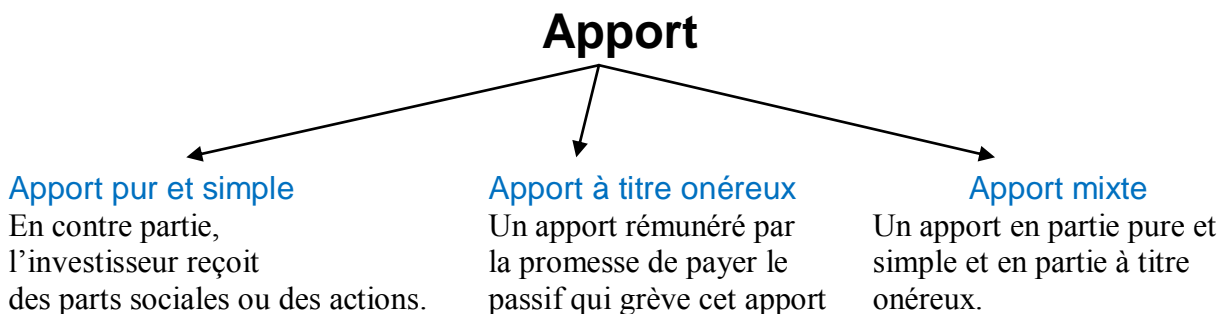 Apport
Apport pur et simple
En contre partie,
l’investisseur reçoit
des parts sociales ou des actions.
Apport à titre onéreux
Un apport rémunéré par
la promesse de payer le
passif qui grève cet apport
Apport mixte
Un apport en partie pure et
simple et en partie à titre
onéreux.